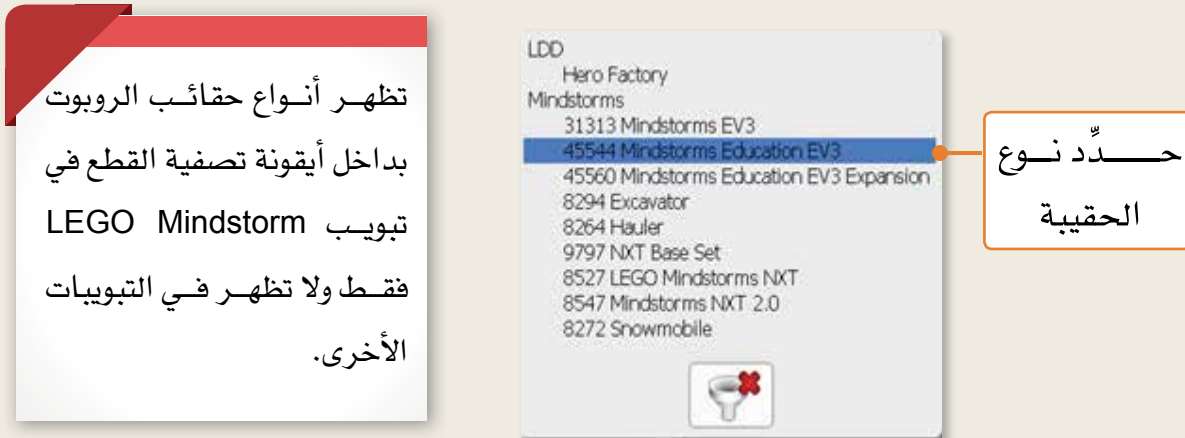 تظهر أنواع حقائب الروبوت
بداخل أيقونة تصفية القطع في
تبويب LEGO Mindstorm
فقط ولا تظهر في التبويبات
الأخرى.
LDD
Hero Factory
Mindstorms
31313 Mindstorms EV3
45544 Mindstorms Education EV3
45560 Mindstorms Education EV3 Expansion
8294 Excavator
8264 Hauler
9797 NXT Base Set
8527 LEGO Mindstorms NXT
8547 Mindstorms NXT 2.0
8272 Snowmobile
حدِّد نوع
الحقيبة